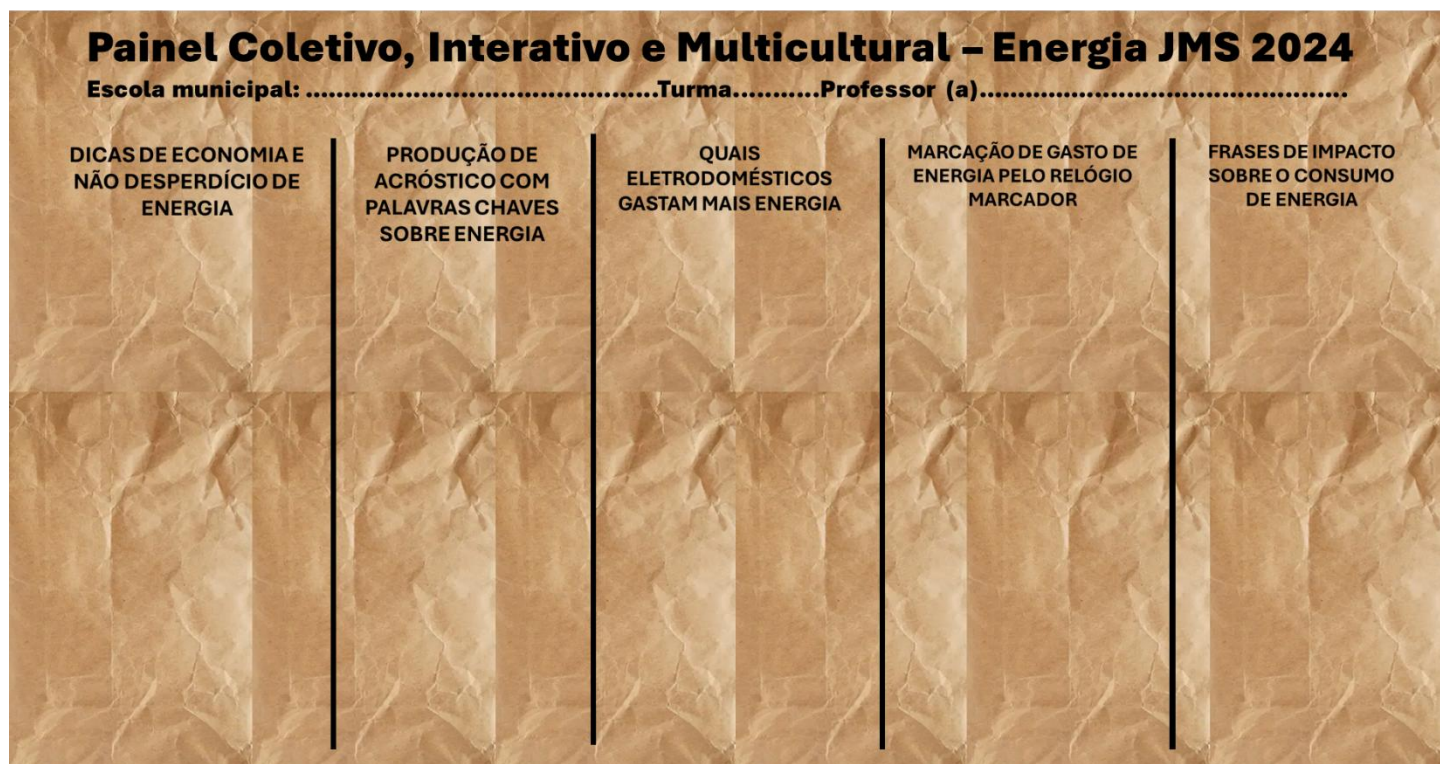 Painel Coletivo, Interativo e Multicultural – Energia JMS 2024
Escola municipal: ............................................Turma...........Professor (a)..............................................
DICAS DE ECONOMIA E
NÃO DESPERDÍCIO DE
ENERGIA
PRODUÇÃO DE
ACRÓSTICO COM
PALAVRAS CHAVES
SOBRE ENERGIA
QUAIS
ELETRODOMÉSTICOS
GASTAM MAIS ENERGIA
MARCAÇÃO DE GASTO DE
ENERGIA PELO RELÓGIO
MARCADOR
FRASES DE IMPACTO
SOBRE O CONSUMO
DE ENERGIA